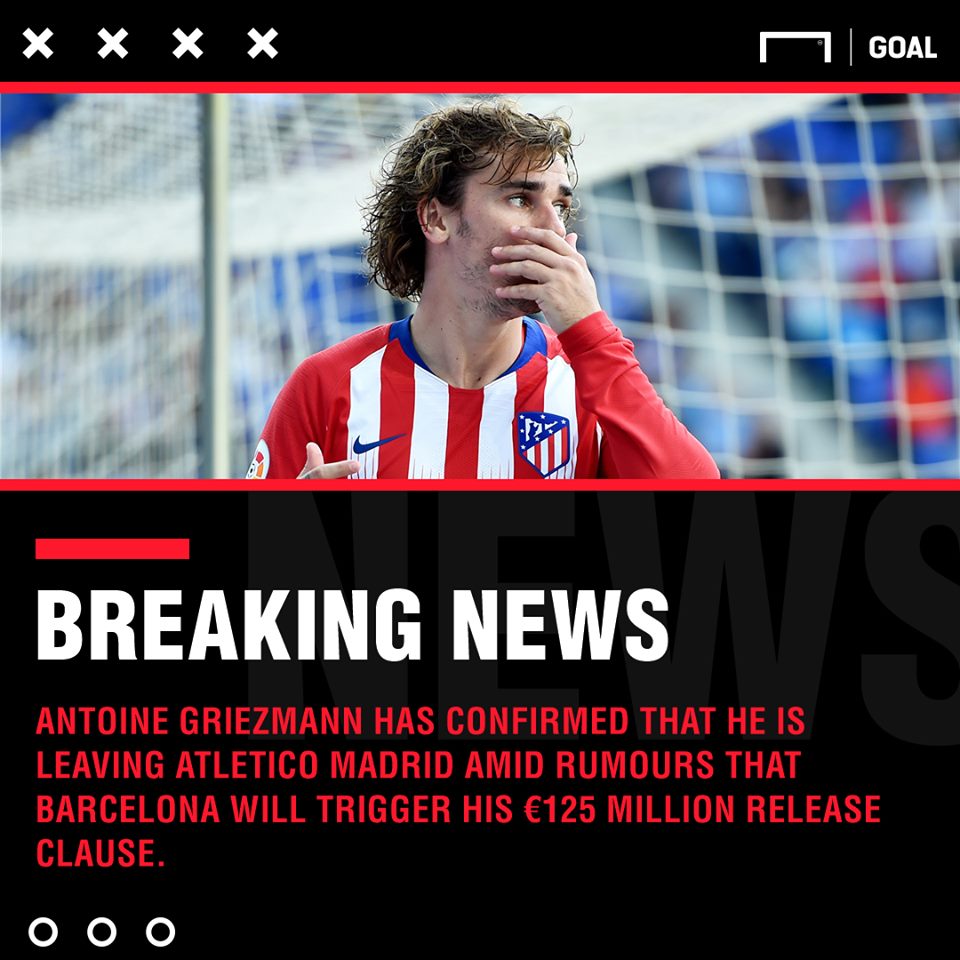 GOAL
NEWS
BREAKING NEWS
ANTOINE GRIEZMANN HAS CONFIRMED THAT HE IS
LEAVING ATLETICO MADRID AMID RUMOURS THAT
BARCELONA WILL TRIGGER HIS €125 MILLION RELEASE
CLAUSE.